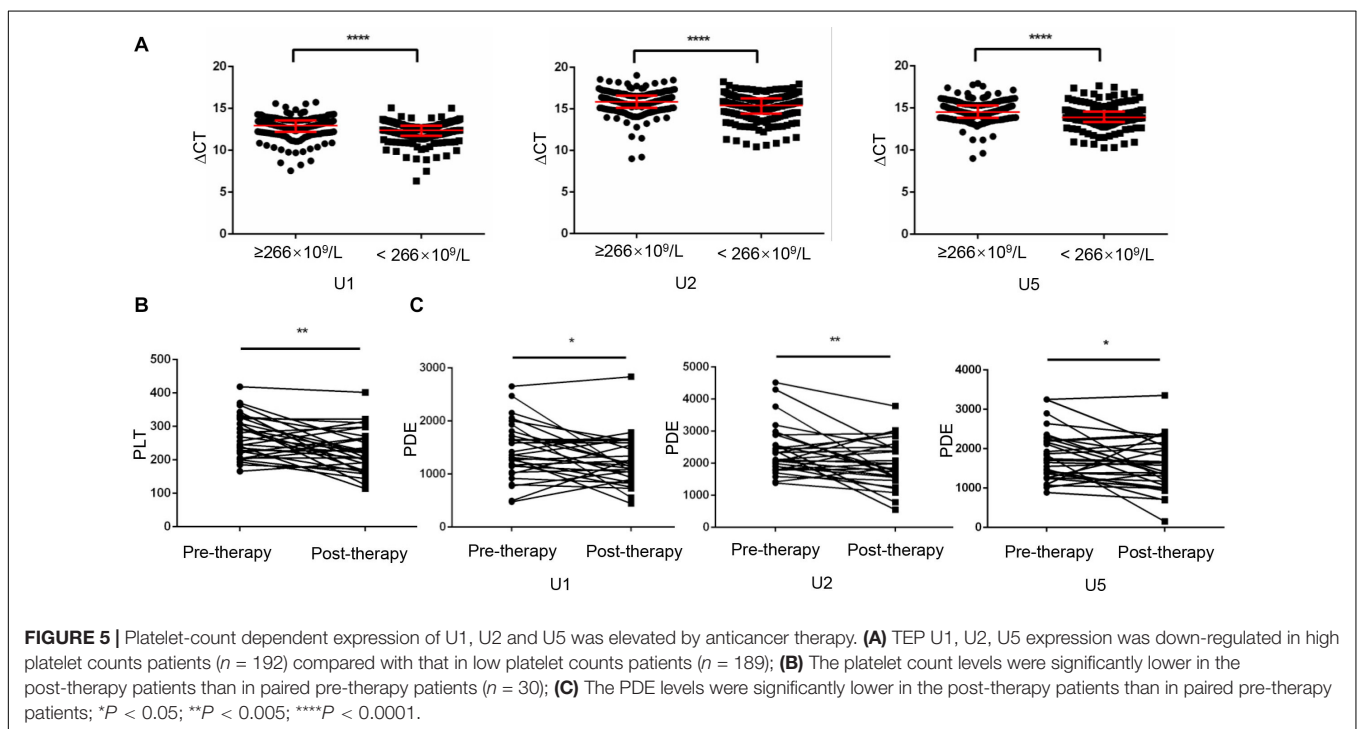 A
****
****
****
20
15
10
5
0
ΔCT
≥266×10⁹/L
< 266×10⁹/L
U1
20
15
10
5
0
ΔCT
≥266×10⁹/L
< 266×10⁹/L
U2
20
15
10
5
0
ΔCT
≥266×10⁹/L
< 266×10⁹/L
U5
B
**
500
400
300
200
100
0
PLT
Pre-therapy
Post-therapy
C
*
3000
2000
1000
0
PDE
Pre-therapy
Post-therapy
U1
**
5000
4000
3000
2000
1000
0
PDE
Pre-therapy
Post-therapy
U2
*
4000
3000
2000
1000
0
PDE
Pre-therapy
Post-therapy
U5
FIGURE 5 | Platelet-count dependent expression of U1, U2 and U5 was elevated by anticancer therapy. (A) TEP U1, U2, U5 expression was down-regulated in high
platelet counts patients (n = 192) compared with that in low platelet counts patients (n = 189); (B) The platelet count levels were significantly lower in the
post-therapy patients than in paired pre-therapy patients (n = 30); (C) The PDE levels were significantly lower in the post-therapy patients than in paired pre-therapy
patients; *P < 0.05; **P < 0.005; ****P < 0.0001.